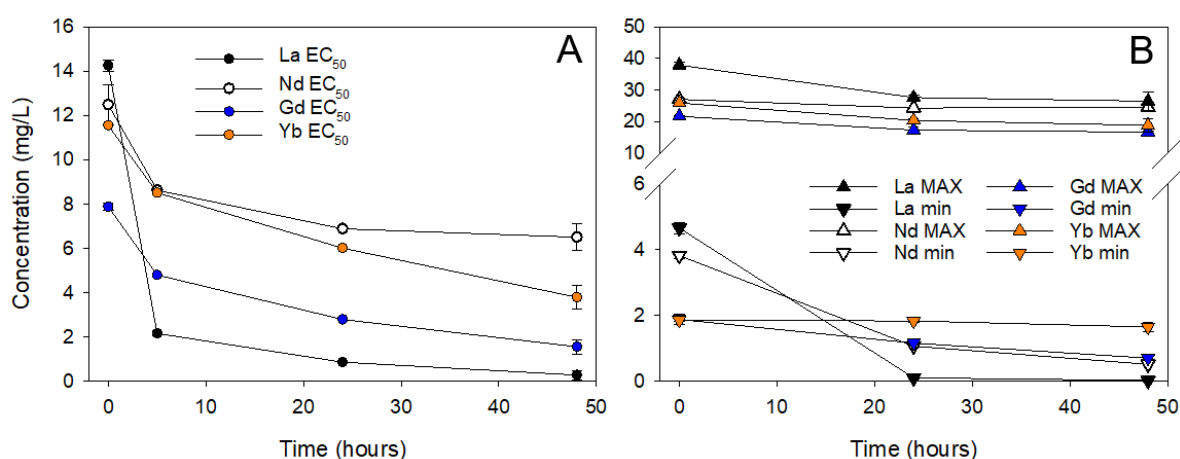 A
La EC50
Nd EC50
Gd EC50
Yb EC50
Concentration (mg/L)
16
14
12
10
8
6
4
2
0
0 10 20 30 40 50
Time (hours)
B
50
40
30
20
10
6
4
2
0
La MAX
La min
Nd MAX
Nd min
Gd MAX
Gd min
Yb MAX
Yb min
0 10 20 30 40 50
Time (hours)